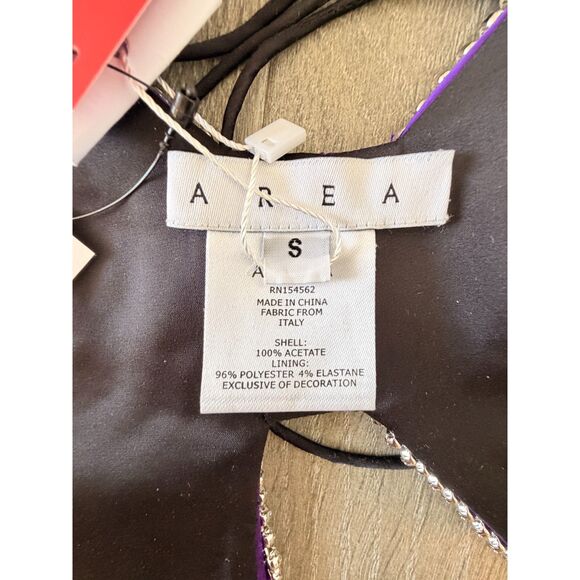 AREA
S
RN154562
MADE IN CHINA
FABRIC FROM
ITALY
SHELL:
100% ACETATE
LINING:
96% POLYESTER 4% ELASTANE
EXCLUSIVE OF DECORATION